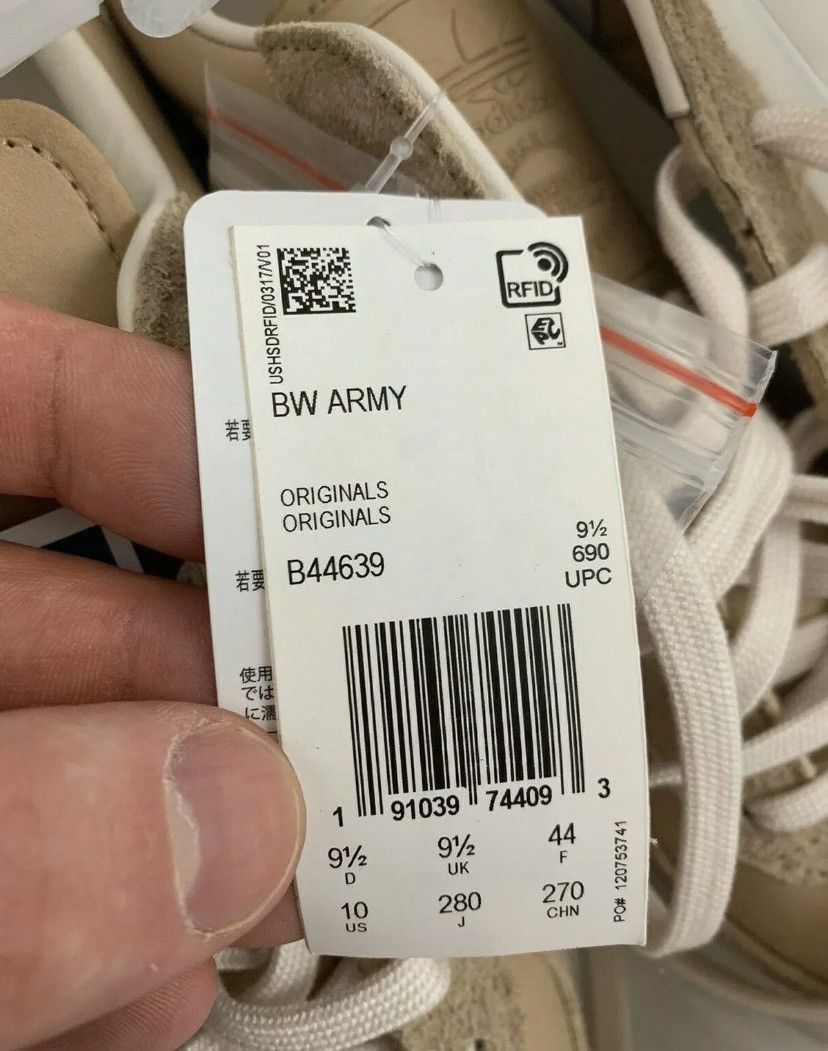 USHSDRFID/0317/V01
RFID
EPC
BW ARMY
若要
ORIGINALS
ORIGINALS
9½
690
UPC
B44639
若要
使用
では
に濡
1 91039 74409 3
9½ 9½ 44
D UK F
10 280 270
US J CHN
PO# 120753741